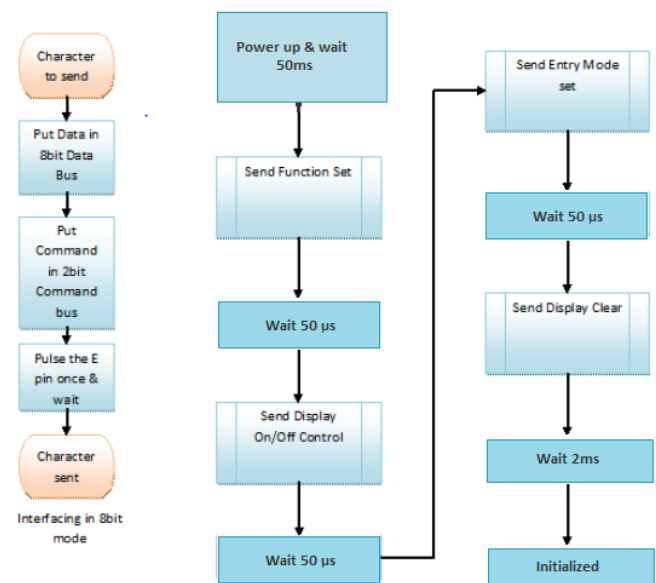 Character
to send
Put Data in
8bit Data
Bus
Put
Command
in 2bit
Command
bus
Pulse the E
pin once &
wait
Character
sent
Interfacing in 8bit
mode
Power up & wait
50ms
Send Function Set
Wait 50 µs
Send Display
On/Off Control
Wait 50 µs
Send Entry Mode
set
Wait 50 µs
Send Display Clear
Wait 2ms
Initialized